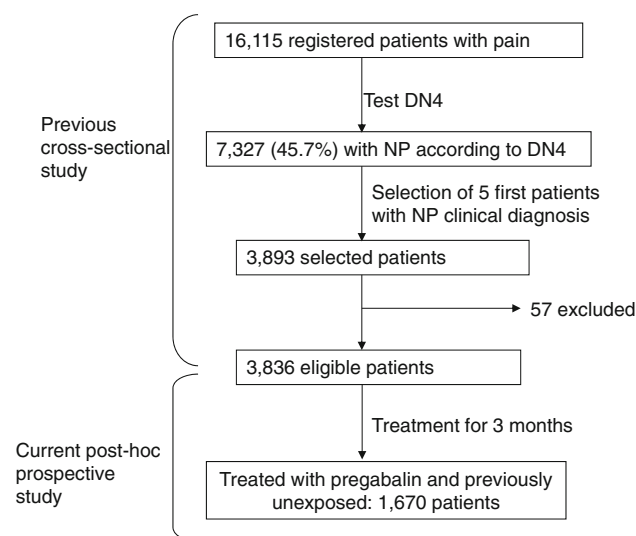 16,115 registered patients with pain
Test DN4
Previous
cross-sectional
study
7,327 (45.7%) with NP according to DN4
Selection of 5 first patients
with NP clinical diagnosis
3,893 selected patients
57 excluded
3,836 eligible patients
Treatment for 3 months
Current post-hoc
prospective
study
Treated with pregabalin and previously
unexposed: 1,670 patients